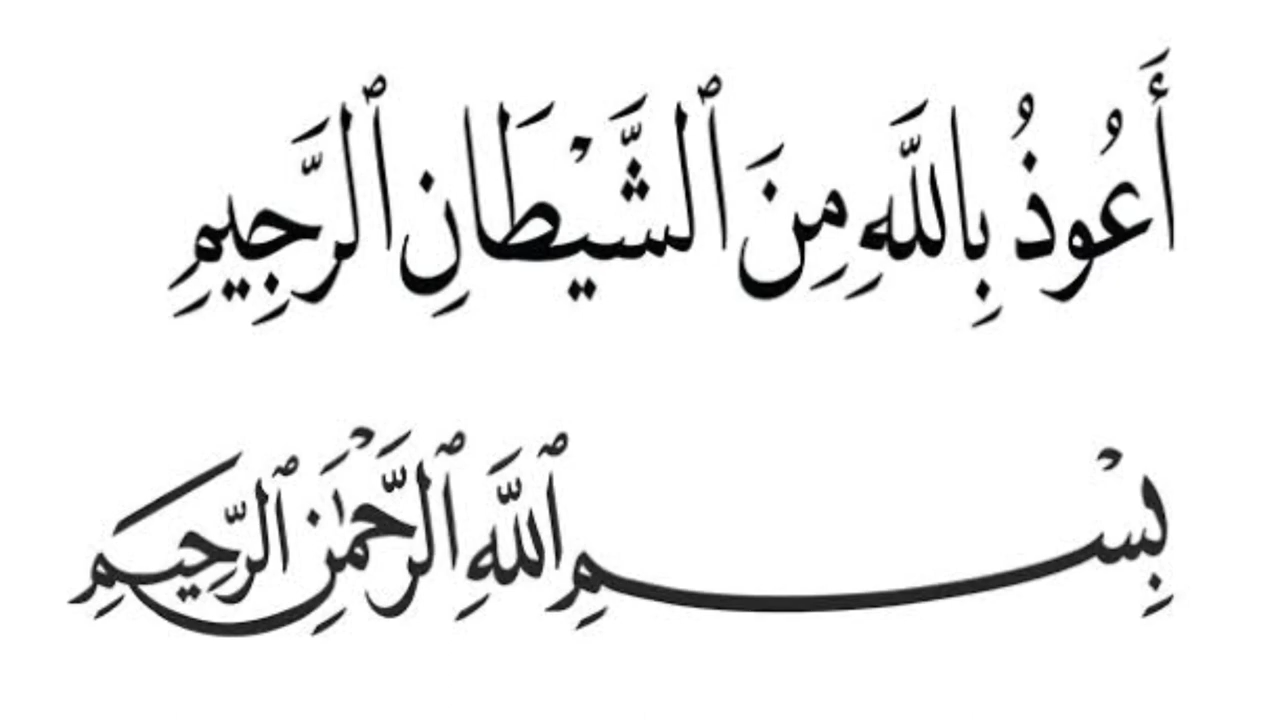 أَعُوذُ بِاللَّهِ مِنَ ٱلشَّيْطَانِ ٱلرَّجِيمِ
بِسْمِ ٱللَّهِ ٱلرَّحْمَٰنِ ٱلرَّحِيمِ